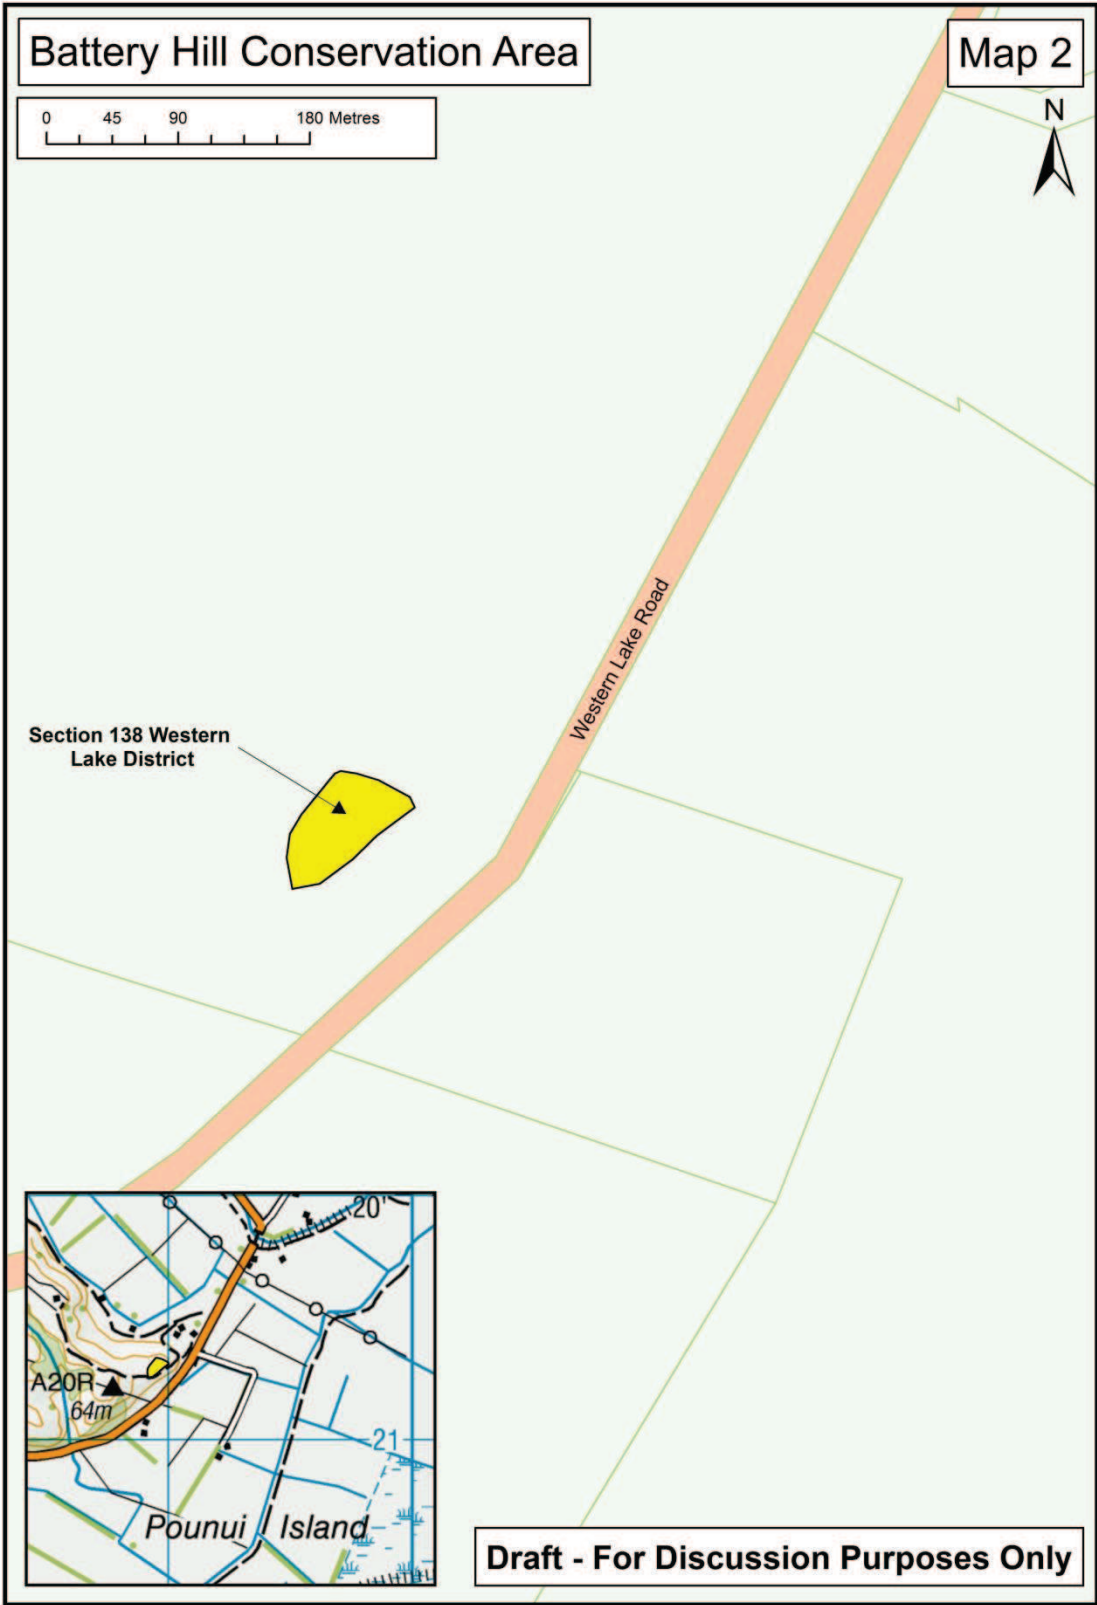 Battery Hill Conservation Area
Map 2
0 45 90 180 Metres
N
Western Lake Road
Section 138 Western
Lake District
20'
A20R
64m
21
Pounui Island
Draft - For Discussion Purposes Only